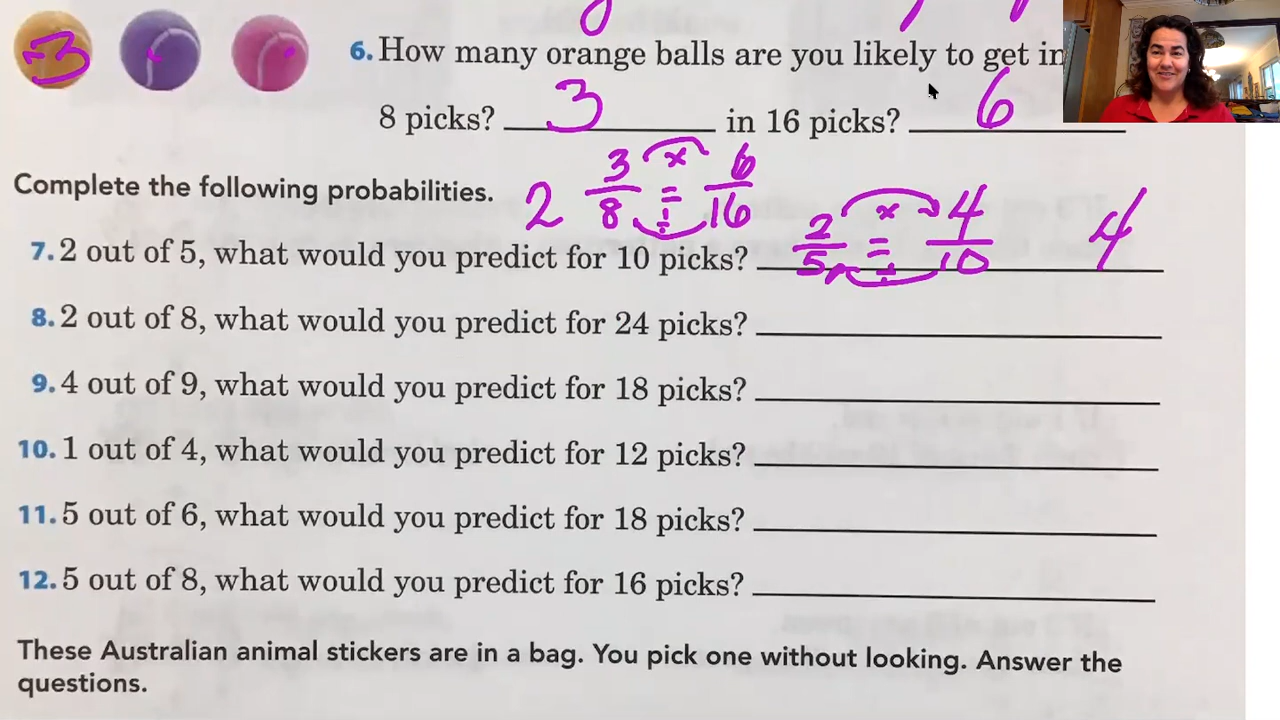 3
6. How many orange balls are you likely to get in
8 picks? 3 in 16 picks? 6
Complete the following probabilities. 2 3/8 = 6/16 × ÷
7. 2 out of 5, what would you predict for 10 picks? 2/5 = 4/10 × ÷ 4
8. 2 out of 8, what would you predict for 24 picks?
9. 4 out of 9, what would you predict for 18 picks?
10. 1 out of 4, what would you predict for 12 picks?
11. 5 out of 6, what would you predict for 18 picks?
12. 5 out of 8, what would you predict for 16 picks?
These Australian animal stickers are in a bag. You pick one without looking. Answer the
questions.